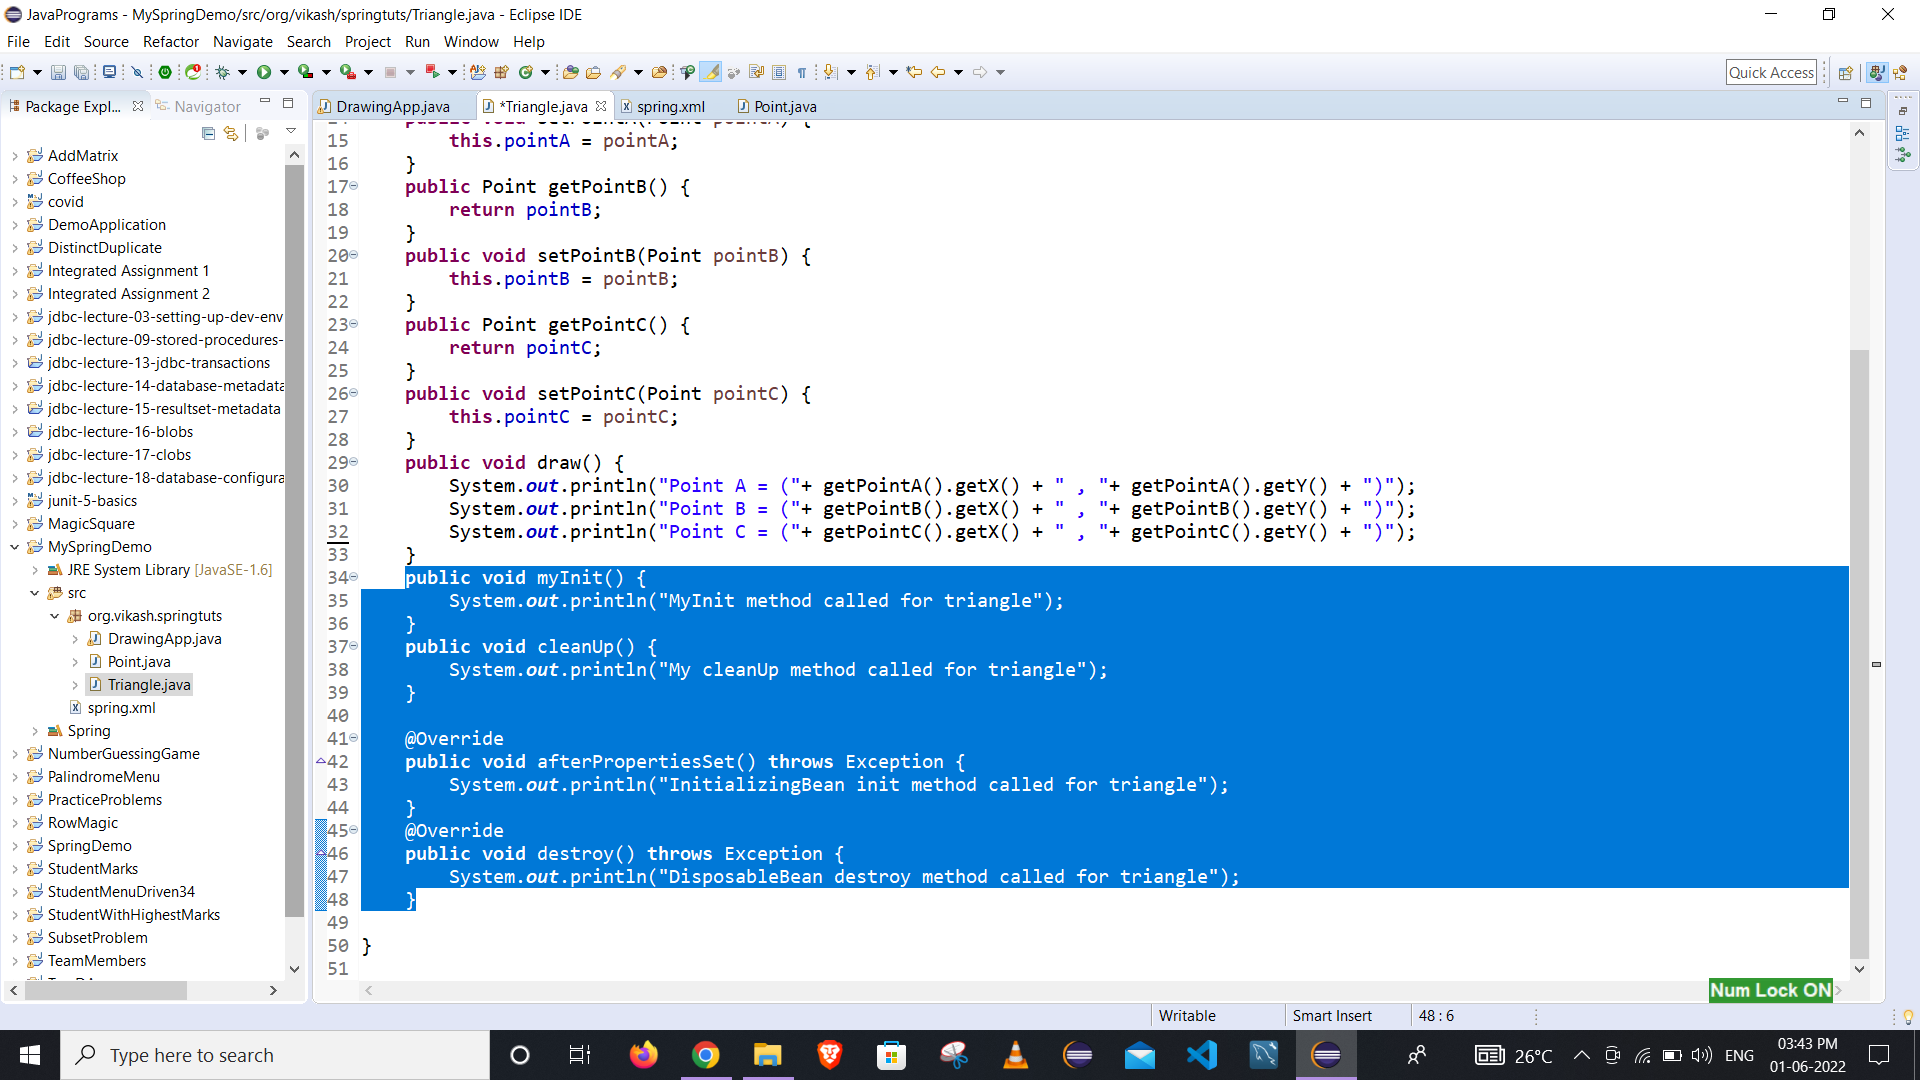 JavaPrograms - MySpringDemo/src/org/vikash/springtuts/Triangle.java - Eclipse IDE
File Edit Source Refactor Navigate Search Project Run Window Help
Quick Access
Package Expl... Navigator
AddMatrix
CoffeeShop
covid
DemoApplication
DistinctDuplicate
Integrated Assignment 1
Integrated Assignment 2
jdbc-lecture-03-setting-up-dev-env
jdbc-lecture-09-stored-procedures-
jdbc-lecture-13-jdbc-transactions
jdbc-lecture-14-database-metadata
jdbc-lecture-15-resultset-metadata
jdbc-lecture-16-blobs
jdbc-lecture-17-clobs
jdbc-lecture-18-database-configura
junit-5-basics
MagicSquare
MySpringDemo
JRE System Library [JavaSE-1.6]
src
org.vikash.springtuts
DrawingApp.java
Point.java
Triangle.java
spring.xml
Spring
NumberGuessingGame
PalindromeMenu
PracticeProblems
RowMagic
SpringDemo
StudentMarks
StudentMenuDriven34
StudentWithHighestMarks
SubsetProblem
TeamMembers
DrawingApp.java *Triangle.java spring.xml Point.java
14 public void setPointA(Point pointA) {
15 this.pointA = pointA;
16 }
17 public Point getPointB() {
18 return pointB;
19 }
20 public void setPointB(Point pointB) {
21 this.pointB = pointB;
22 }
23 public Point getPointC() {
24 return pointC;
25 }
26 public void setPointC(Point pointC) {
27 this.pointC = pointC;
28 }
29 public void draw() {
30 System.out.println("Point A = ("+ getPointA().getX() + " , "+ getPointA().getY() + ")");
31 System.out.println("Point B = ("+ getPointB().getX() + " , "+ getPointB().getY() + ")");
32 System.out.println("Point C = ("+ getPointC().getX() + " , "+ getPointC().getY() + ")");
33 }
34 public void myInit() {
35 System.out.println("MyInit method called for triangle");
36 }
37 public void cleanUp() {
38 System.out.println("My cleanUp method called for triangle");
39 }
40
41 @Override
42 public void afterPropertiesSet() throws Exception {
43 System.out.println("InitializingBean init method called for triangle");
44 }
45 @Override
46 public void destroy() throws Exception {
47 System.out.println("DisposableBean destroy method called for triangle");
48 }
49
50 }
51
Num Lock ON
Writable Smart Insert 48 : 6
Type here to search
26°C ENG
03:43 PM
01-06-2022